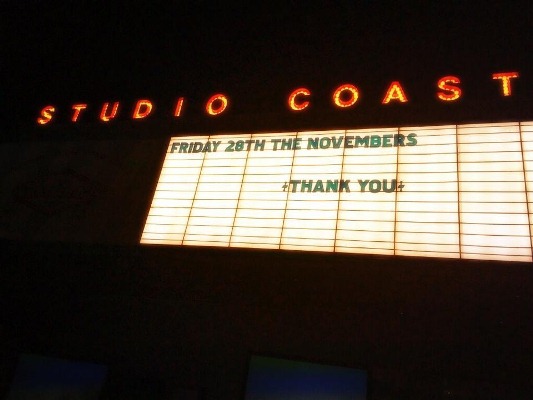 STUDIO COAST
FRIDAY 28TH THE NOVEMBERS
+THANK YOU+